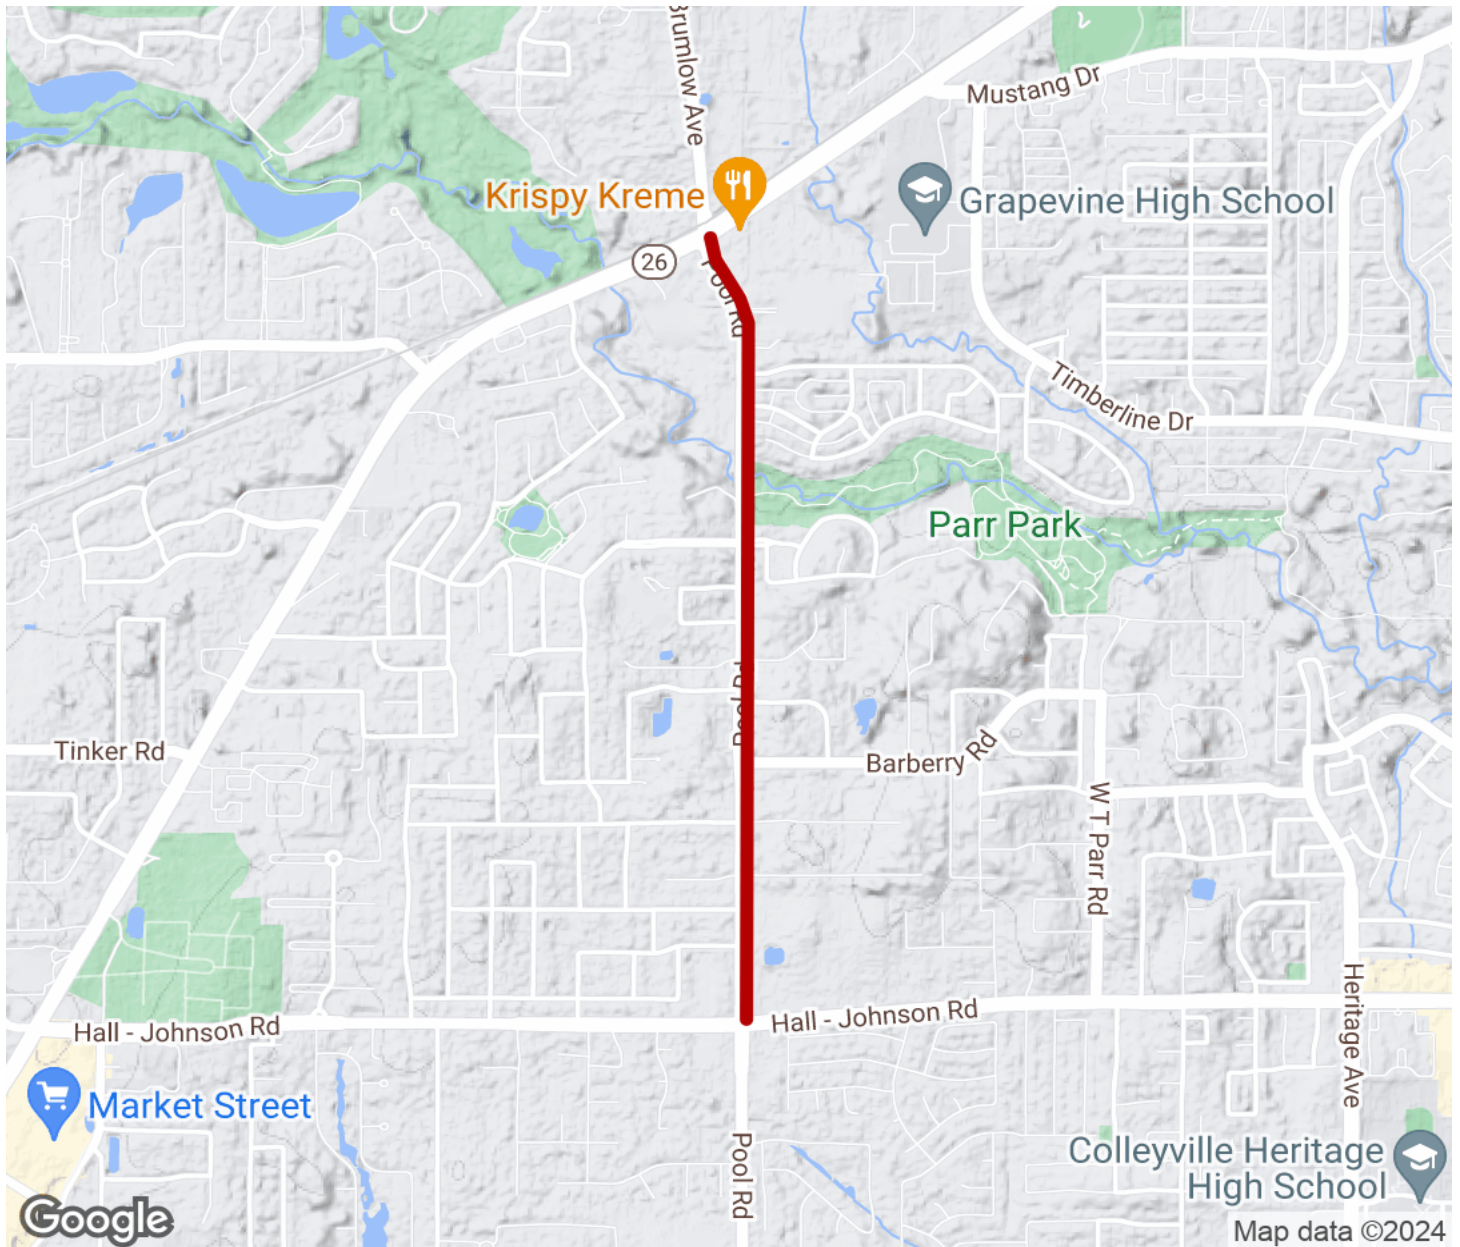 Brumlow Ave
Mustang Dr
Krispy Kreme
Grapevine High School
26
Pool Rd
Timberline Dr
Parr Park
Pool Rd
Tinker Rd
Barberry Rd
W T Parr Rd
Hall - Johnson Rd
Hall - Johnson Rd
Heritage Ave
Market Street
Pool Rd
Colleyville Heritage
High School
Google
Map data ©2024